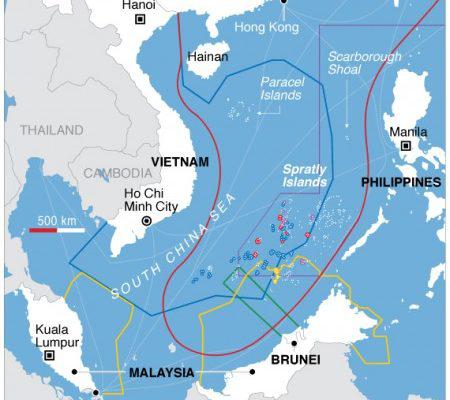 Hanoi
Hong Kong
Hainan
Scarborough
Shoal
Paracel
Islands
THAILAND
VIETNAM
CAMBODIA
Manila
Spratly
Islands
PHILIPPINES
Ho Chi
Minh City
500 km
SOUTH CHINA SEA
Kuala
Lumpur
BRUNEI
MALAYSIA